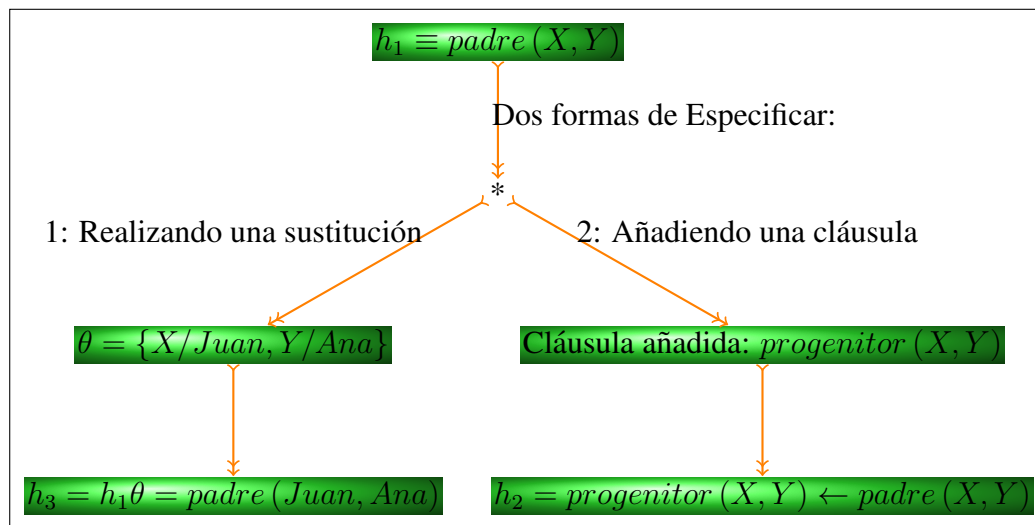 h₁ ≡ padre (X, Y)
Dos formas de Especificar:
*
1: Realizando una sustitución
2: Añadiendo una cláusula
θ = {X/Juan, Y/Ana}
Cláusula añadida: progenitor (X, Y)
h₃ = h₁θ = padre (Juan, Ana)
h₂ = progenitor (X, Y) ← padre (X, Y)